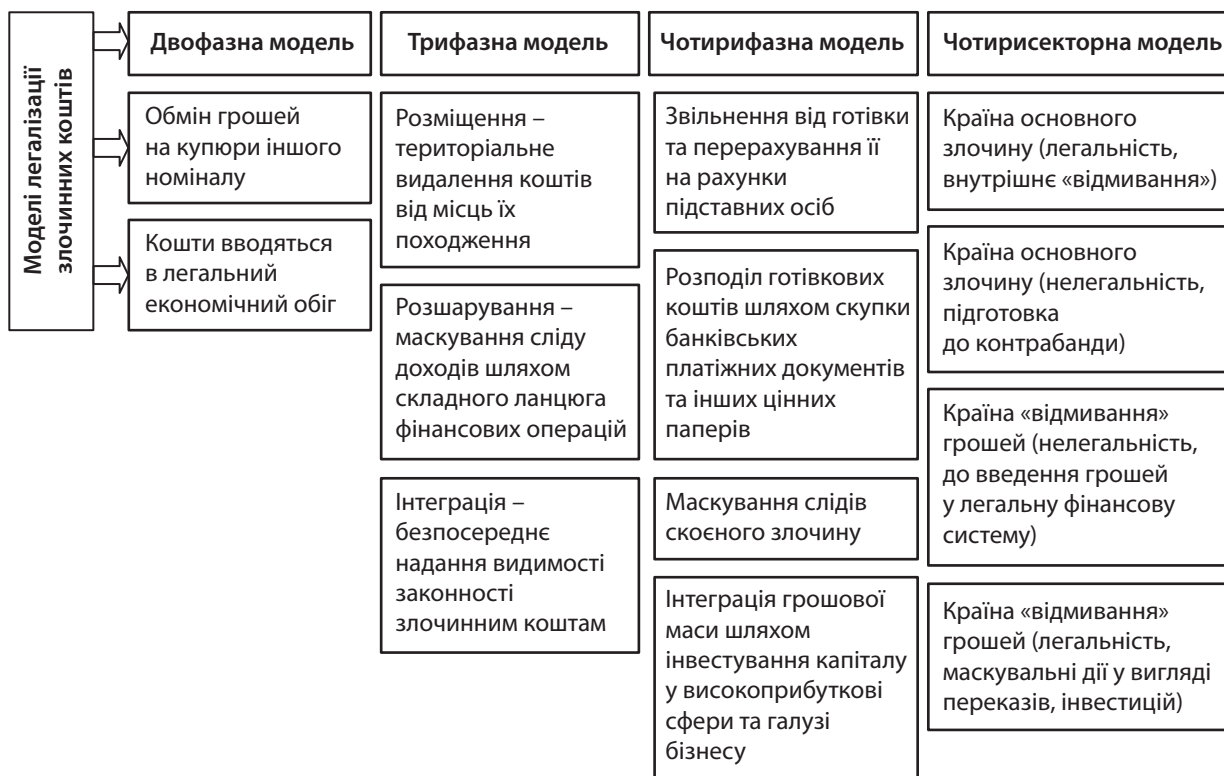 Моделі легалізації
злочинних коштів
Двофазна модель
Обмін грошей
на купюри іншого
номіналу
Кошти вводяться
в легальний
економічний обіг
Трифазна модель
Розміщення –
територіальне
видалення коштів
від місць їх
походження
Розшарування –
маскування сліду
доходів шляхом
складного ланцюга
фінансових операцій
Інтеграція –
безпосереднє
надання видимості
законності
злочинним коштам
Чотирифазна модель
Звільнення від готівки
та перерахування її
на рахунки
підставних осіб
Розподіл готівкових
коштів шляхом скупки
банківських
платіжних документів
та інших цінних
паперів
Маскування слідів
скоєного злочину
Інтеграція грошової
маси шляхом
інвестування капіталу
у високоприбуткові
сфери та галузі
бізнесу
Чотирисекторна модель
Країна основного
злочину (легальність,
внутрішнє «відмивання»)
Країна основного
злочину (нелегальність,
підготовка
до контрабанди)
Країна «відмивання»
грошей (нелегальність,
до введення грошей
у легальну фінансову
систему)
Країна «відмивання»
грошей (легальність,
маскувальні дії у вигляді
переказів, інвестицій)